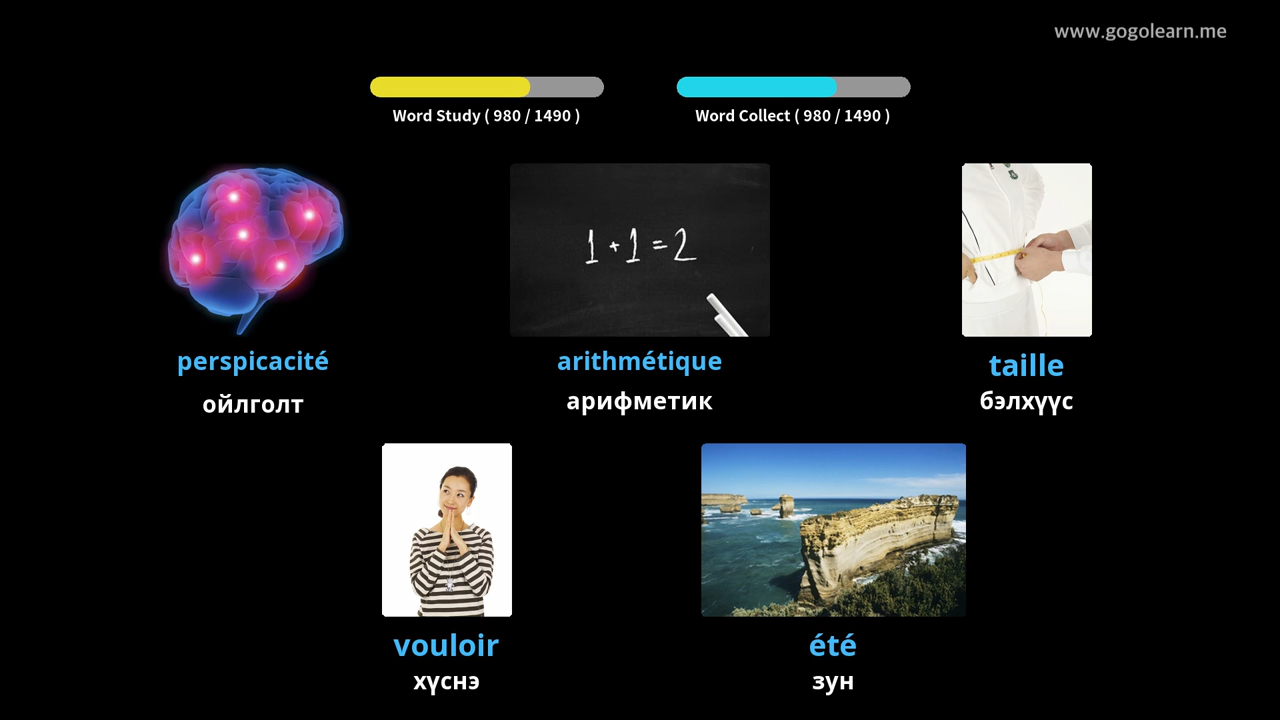 www.gogolearn.me
Word Study ( 980 / 1490 )
Word Collect ( 980 / 1490 )
1 + 1 = 2
perspicacité
ойлголт
arithmétique
арифметик
taille
бэлхүүс
vouloir
хүснэ
été
зун